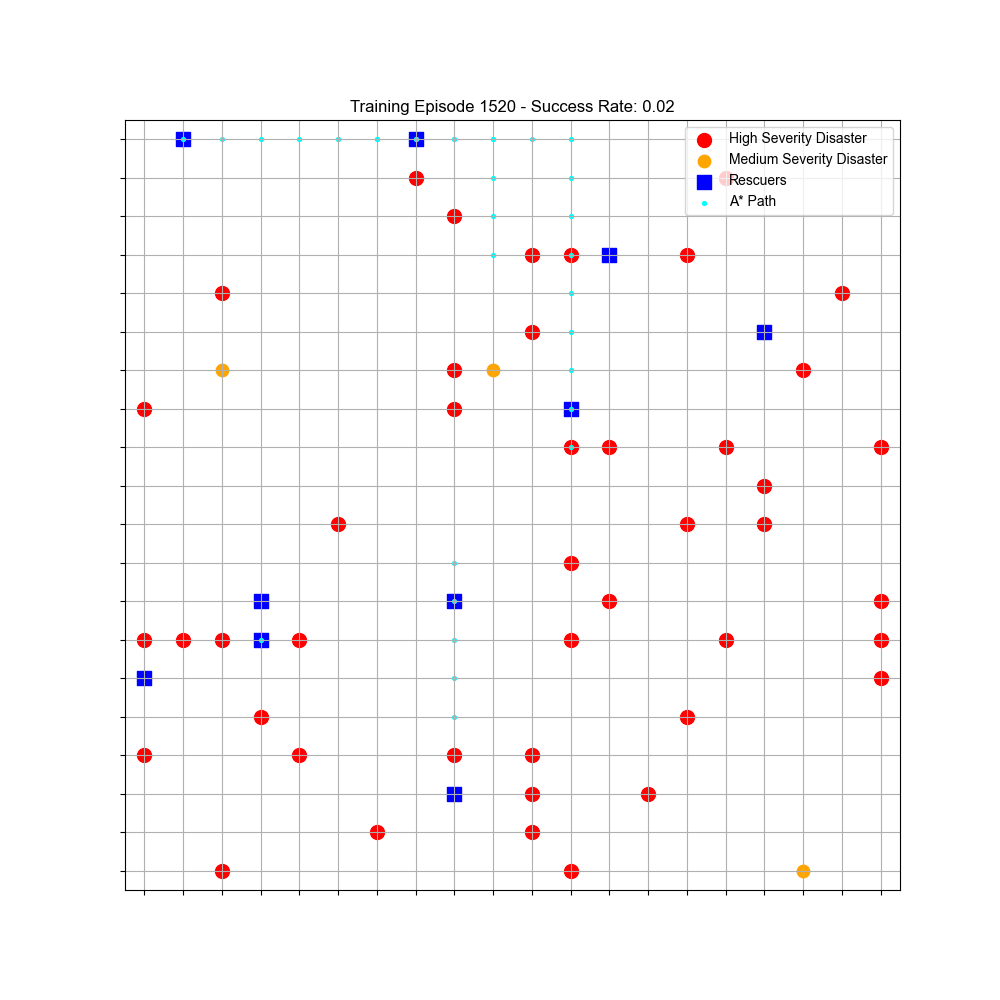 Training Episode 1520 - Success Rate: 0.02
High Severity Disaster
Medium Severity Disaster
Rescuers
A* Path